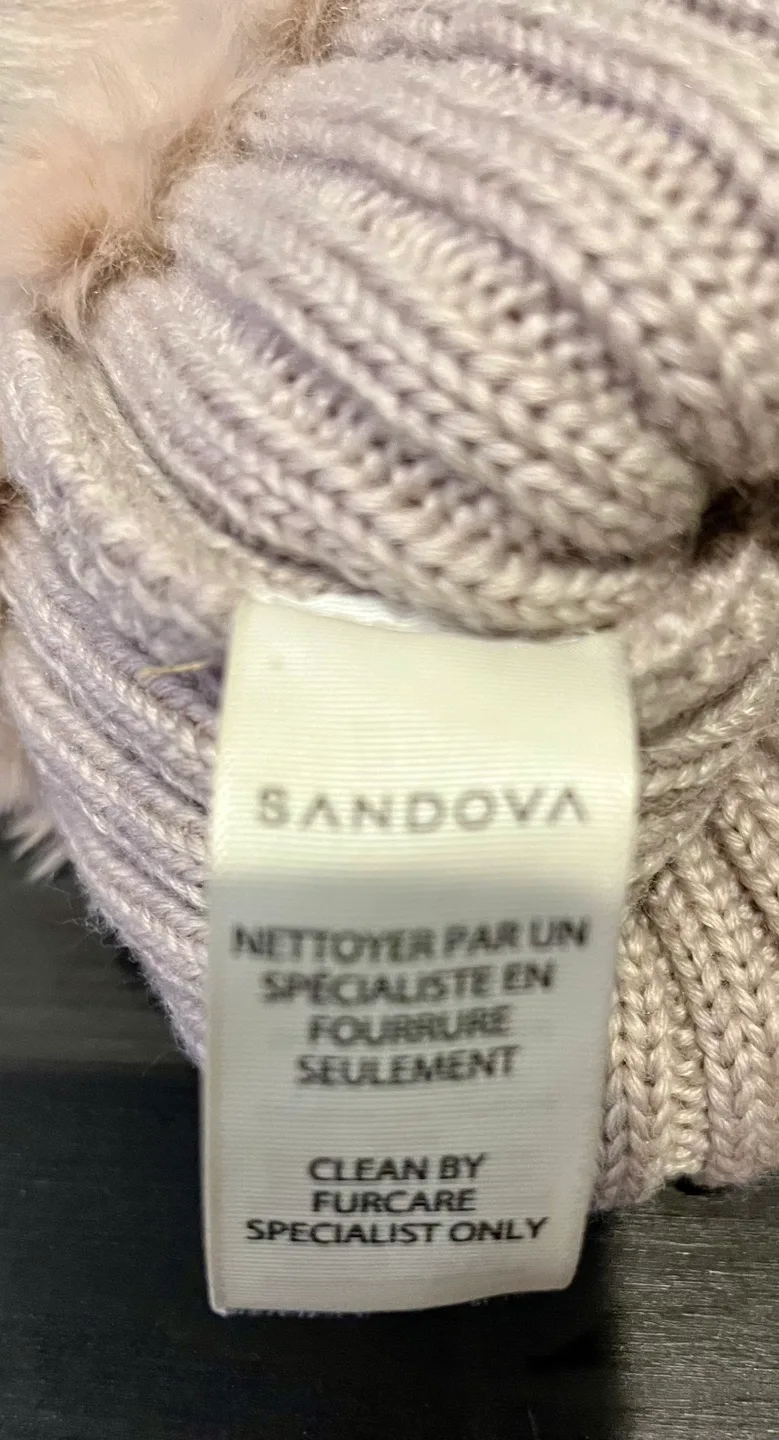 SANDOVA
NETTOYER PAR UN
SPÉCIALISTE EN
FOURRURE
SEULEMENT
CLEAN BY
FURCARE
SPECIALIST ONLY